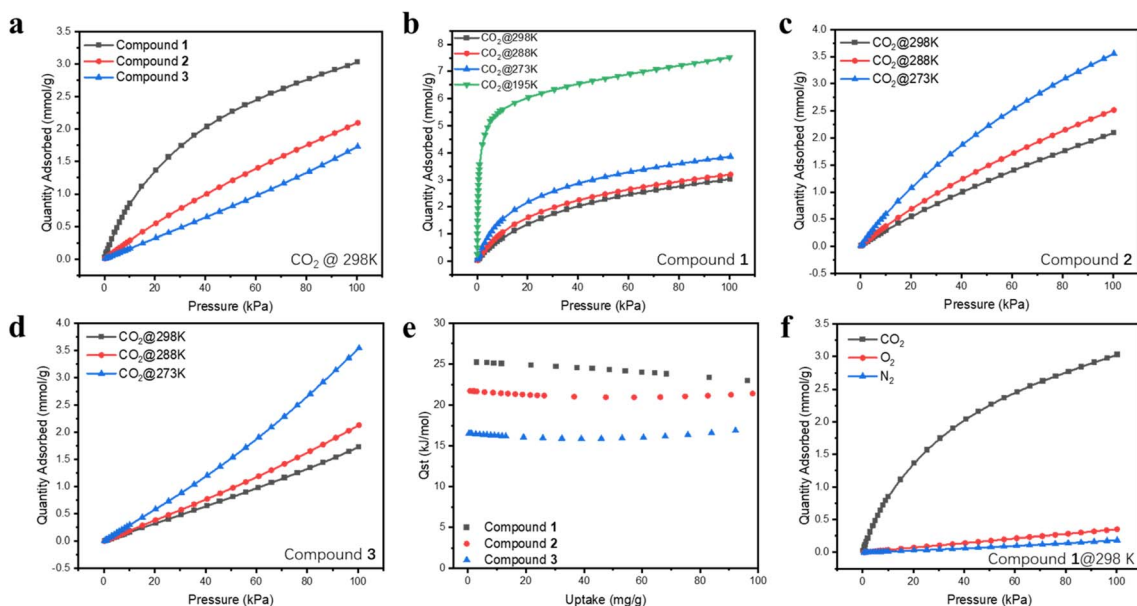 a
3.5
3.0
2.5
2.0
1.5
1.0
0.5
0.0
Quantity Adsorbed (mmol/g)
Compound 1
Compound 2
Compound 3
CO₂ @ 298K
0 20 40 60 80 100
Pressure (kPa)
b
8
7
6
5
4
3
2
1
0
Quantity Adsorbed (mmol/g)
CO₂@298K
CO₂@288K
CO₂@273K
CO₂@195K
Compound 1
0 20 40 60 80 100
Pressure (kPa)
c
4.0
3.5
3.0
2.5
2.0
1.5
1.0
0.5
0.0
-0.5
Quantity Adsorbed (mmol/g)
CO₂@298K
CO₂@288K
CO₂@273K
Compound 2
0 20 40 60 80 100
Pressure (kPa)
d
4.0
3.5
3.0
2.5
2.0
1.5
1.0
0.5
0.0
-0.5
Quantity Adsorbed (mmol/g)
CO₂@298K
CO₂@288K
CO₂@273K
Compound 3
0 20 40 60 80 100
Pressure (kPa)
e
30
25
20
15
10
5
0
Qst (kJ/mol)
Compound 1
Compound 2
Compound 3
0 20 40 60 80 100
Uptake (mg/g)
f
3.5
3.0
2.5
2.0
1.5
1.0
0.5
0.0
Quantity Adsorbed (mmol/g)
CO₂
O₂
N₂
Compound 1@298 K
0 20 40 60 80 100
Pressure (kPa)